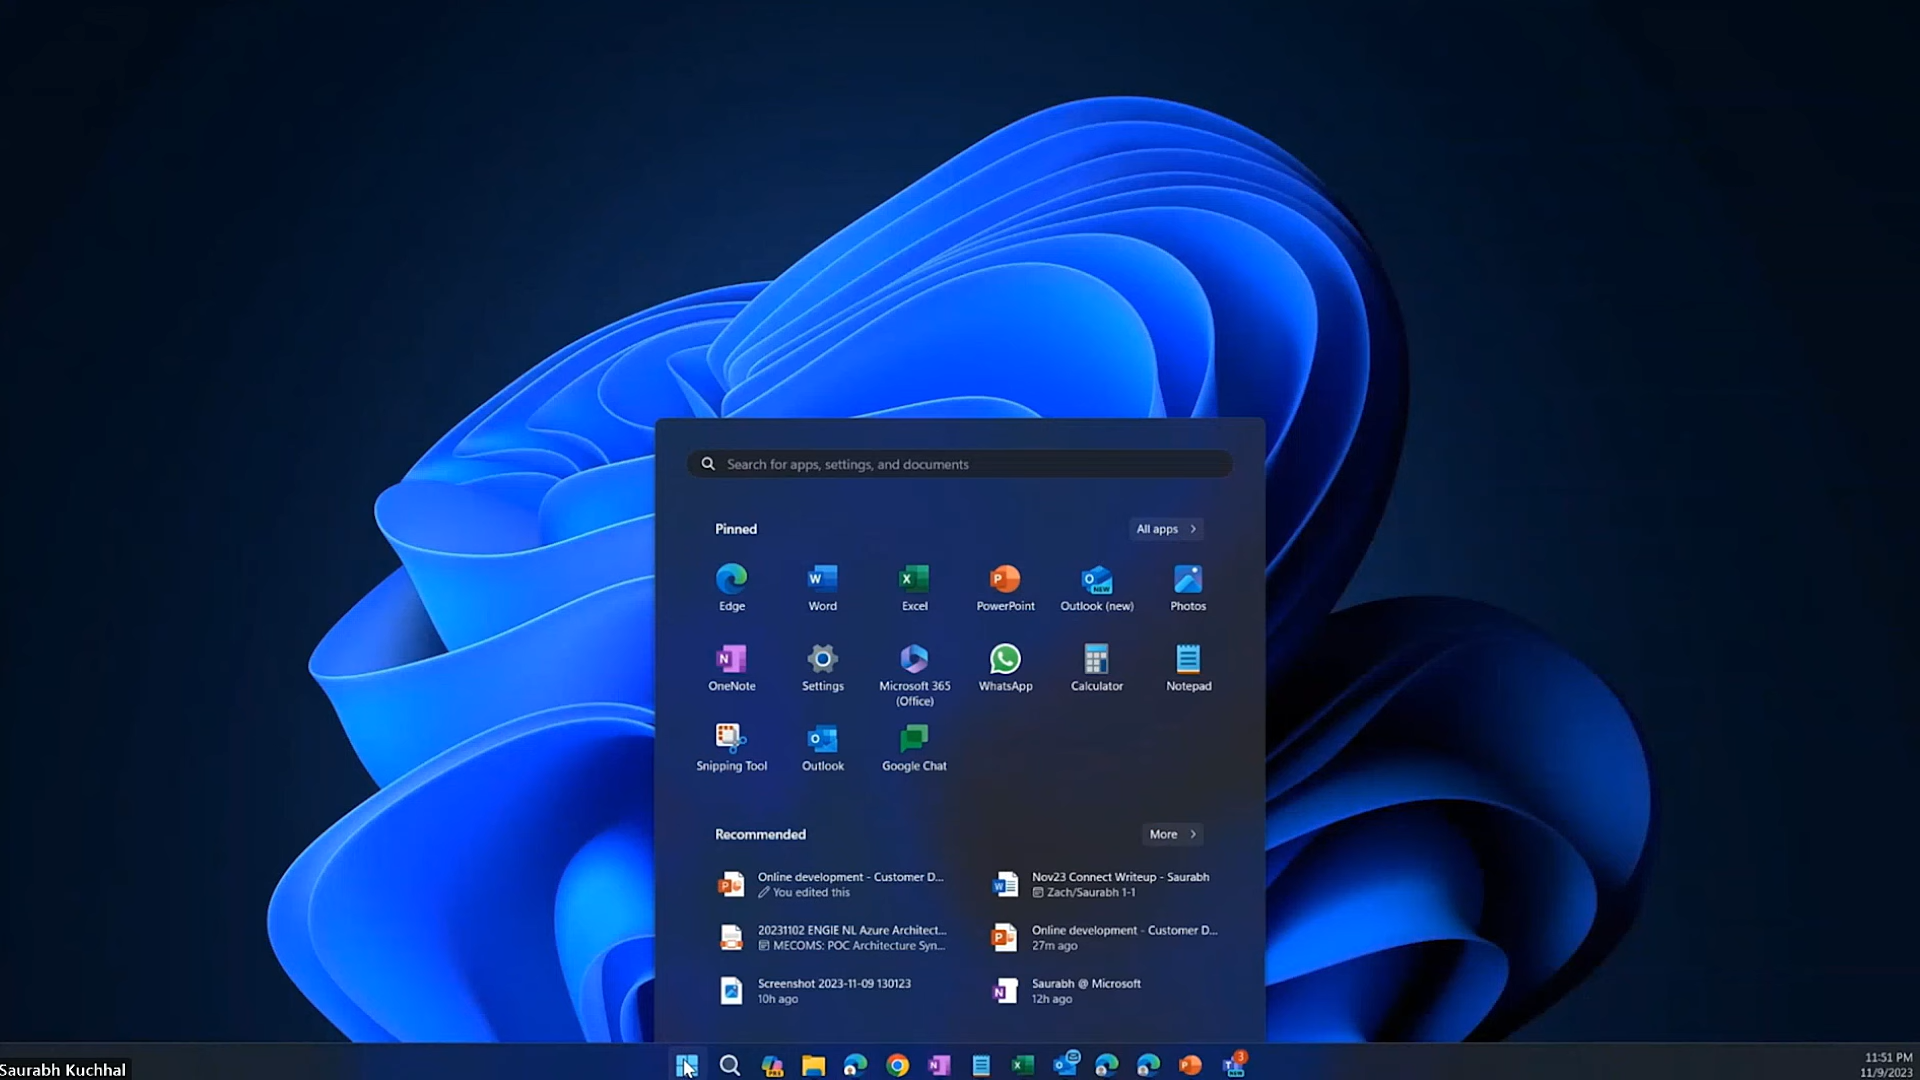 Search for apps, settings, and documents
Pinned
All apps
Edge
Word
Excel
PowerPoint
Outlook (new)
Photos
OneNote
Settings
Microsoft 365
(Office)
WhatsApp
Calculator
Notepad
Snipping Tool
Outlook
Google Chat
Recommended
More
Online development - Customer D...
You edited this
Nov23 Connect Writeup - Saurabh
Zach/Saurabh 1-1
20231102 ENGIE NL Azure Architect...
MECOMS: POC Architecture Syn...
Online development - Customer D...
27m ago
Screenshot 2023-11-09 130123
10h ago
Saurabh @ Microsoft
12h ago
Saurabh Kuchhal
3
11:51 PM
11/9/2023